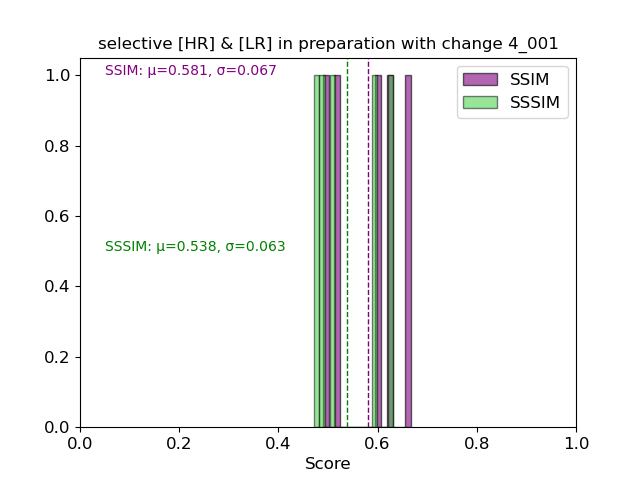 selective [HR] & [LR] in preparation with change 4_001
SSIM: μ=0.581, σ=0.067
SSSIM: μ=0.538, σ=0.063
SSIM
SSSIM
1.0
0.8
0.6
0.4
0.2
0.0
0.0 0.2 0.4 0.6 0.8 1.0
Score